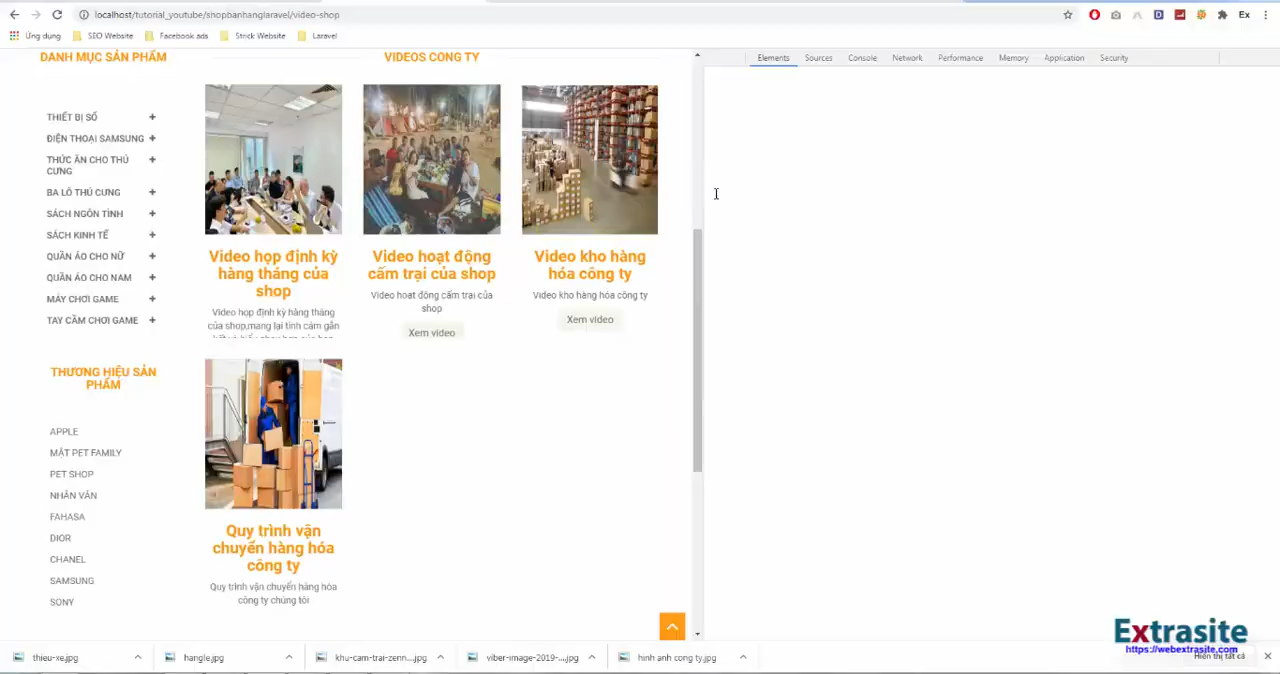 localhost/tutorial_youtube/shopbanhanglaravel/video-shop
Ex
Ứng dụng
SEO Website
Facebook ads
Strick Website
Laravel
DANH MỤC SẢN PHẨM
THIẾT BỊ SỐ +
ĐIỆN THOẠI SAMSUNG +
THỨC ĂN CHO THÚ +
CƯNG
BA LÔ THÚ CƯNG +
SÁCH NGÔN TÌNH +
SÁCH KINH TẾ +
QUẦN ÁO CHO NỮ +
QUẦN ÁO CHO NAM +
MÁY CHƠI GAME +
TAY CẦM CHƠI GAME +
THƯƠNG HIỆU SẢN
PHẨM
APPLE
MẬT PET FAMILY
PET SHOP
NHÂN VĂN
FAHASA
DIOR
CHANEL
SAMSUNG
SONY
VIDEOS CÔNG TY
Video họp định kỳ
hàng tháng của
shop
Video họp định kỳ hàng tháng
của shop,mang lại tình cảm gắn
Video hoạt động
cắm trại của shop
Video hoạt động cắm trại của
shop
Xem video
Video kho hàng
hóa công ty
Video kho hàng hóa công ty
Xem video
Quy trình vận
chuyển hàng hóa
công ty
Quy trình vận chuyển hàng hóa
công ty chúng tôi
Elements
Sources
Console
Network
Performance
Memory
Application
Security
thieu-xe.jpg
hangle.jpg
khu-cam-trai-zenn....jpg
viber-image-2019-...jpg
hinh anh cong ty.jpg
Hiển thị tất cả
Extrasite
https://webextrasite.com